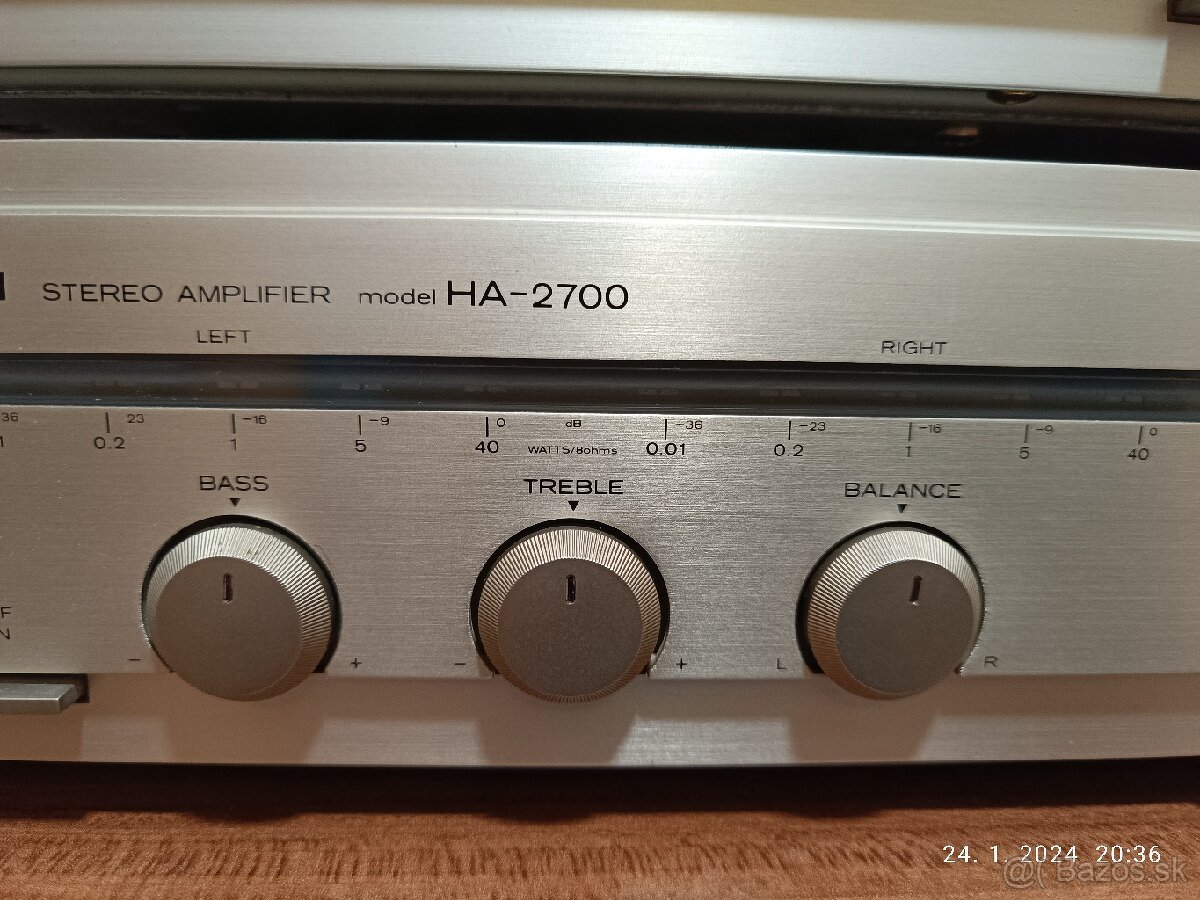 STEREO AMPLIFIER model HA-2700
LEFT RIGHT
36 23 -16 -9 0 dB -36 -23 -16 -9 0
1 0.2 1 5 40 WATTS/8ohms 0.01 0.2 1 5 40
BASS TREBLE BALANCE
F
N
- + - + L R
24. 1. 2024 20:36
Bazos.sk